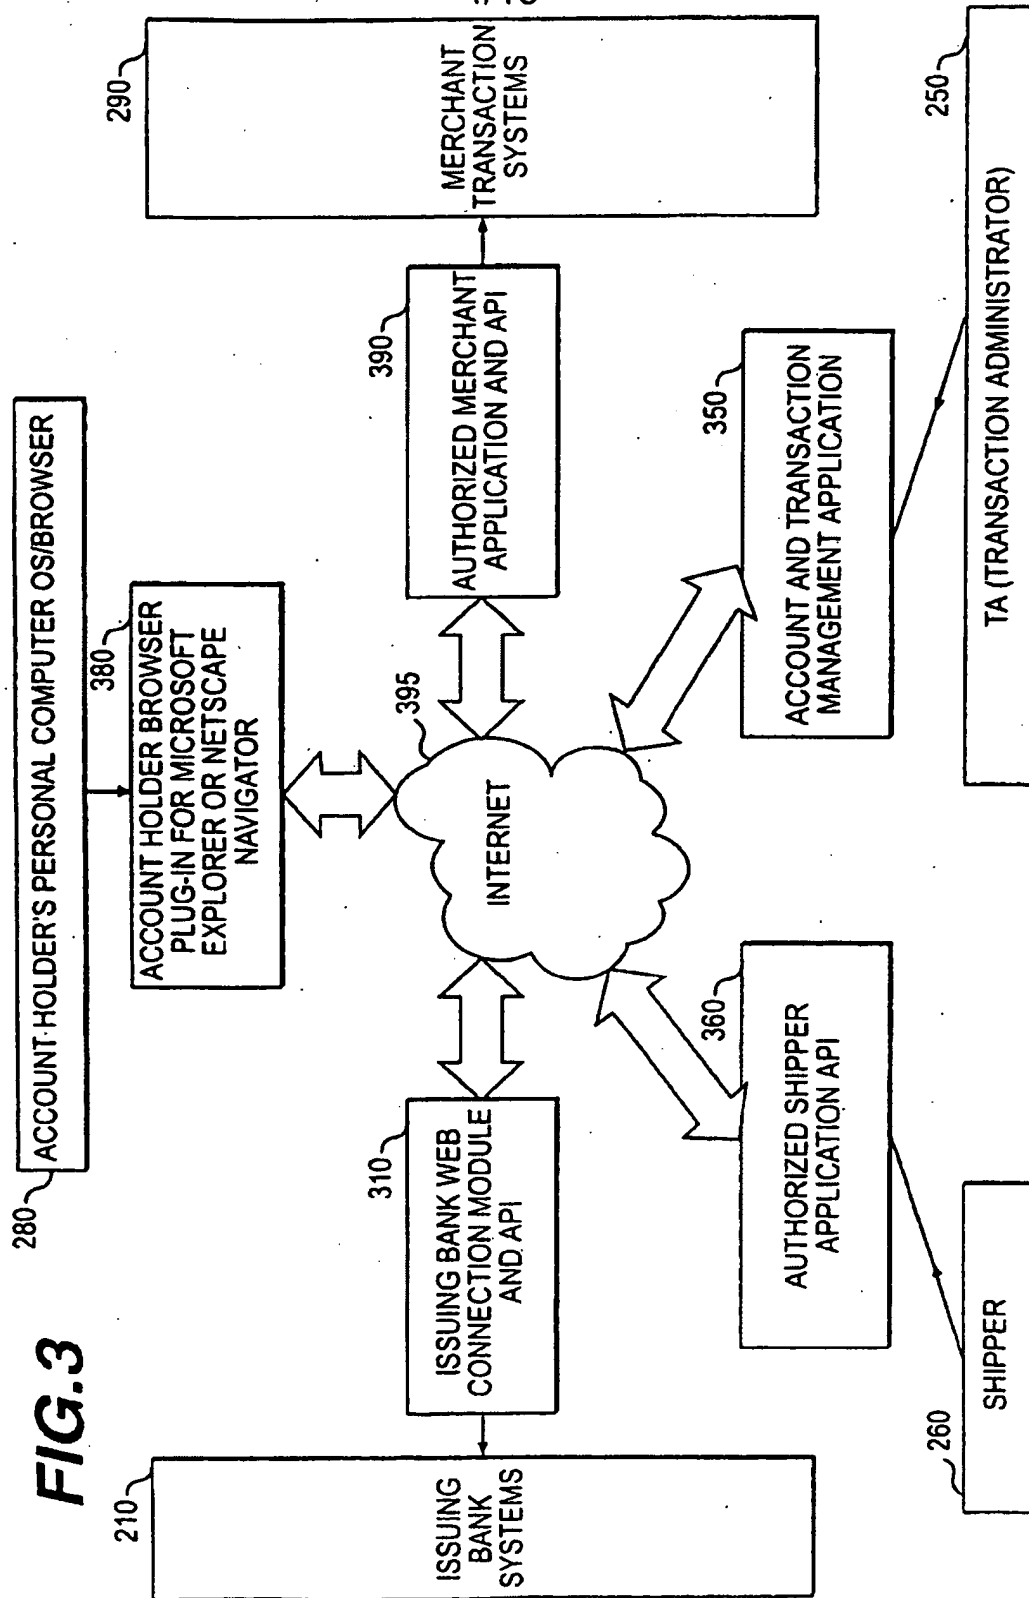 FIG.3
280
ACCOUNT-HOLDER'S PERSONAL COMPUTER OS/BROWSER
380
ACCOUNT HOLDER BROWSER
PLUG-IN FOR MICROSOFT
EXPLORER OR NETSCAPE
NAVIGATOR
210
ISSUING
BANK
SYSTEMS
310
ISSUING BANK WEB
CONNECTION MODULE
AND API
395
INTERNET
390
AUTHORIZED MERCHANT
APPLICATION AND API
290
MERCHANT
TRANSACTION
SYSTEMS
360
AUTHORIZED SHIPPER
APPLICATION API
350
ACCOUNT AND TRANSACTION
MANAGEMENT APPLICATION
260
SHIPPER
250
TA (TRANSACTION ADMINISTRATOR)